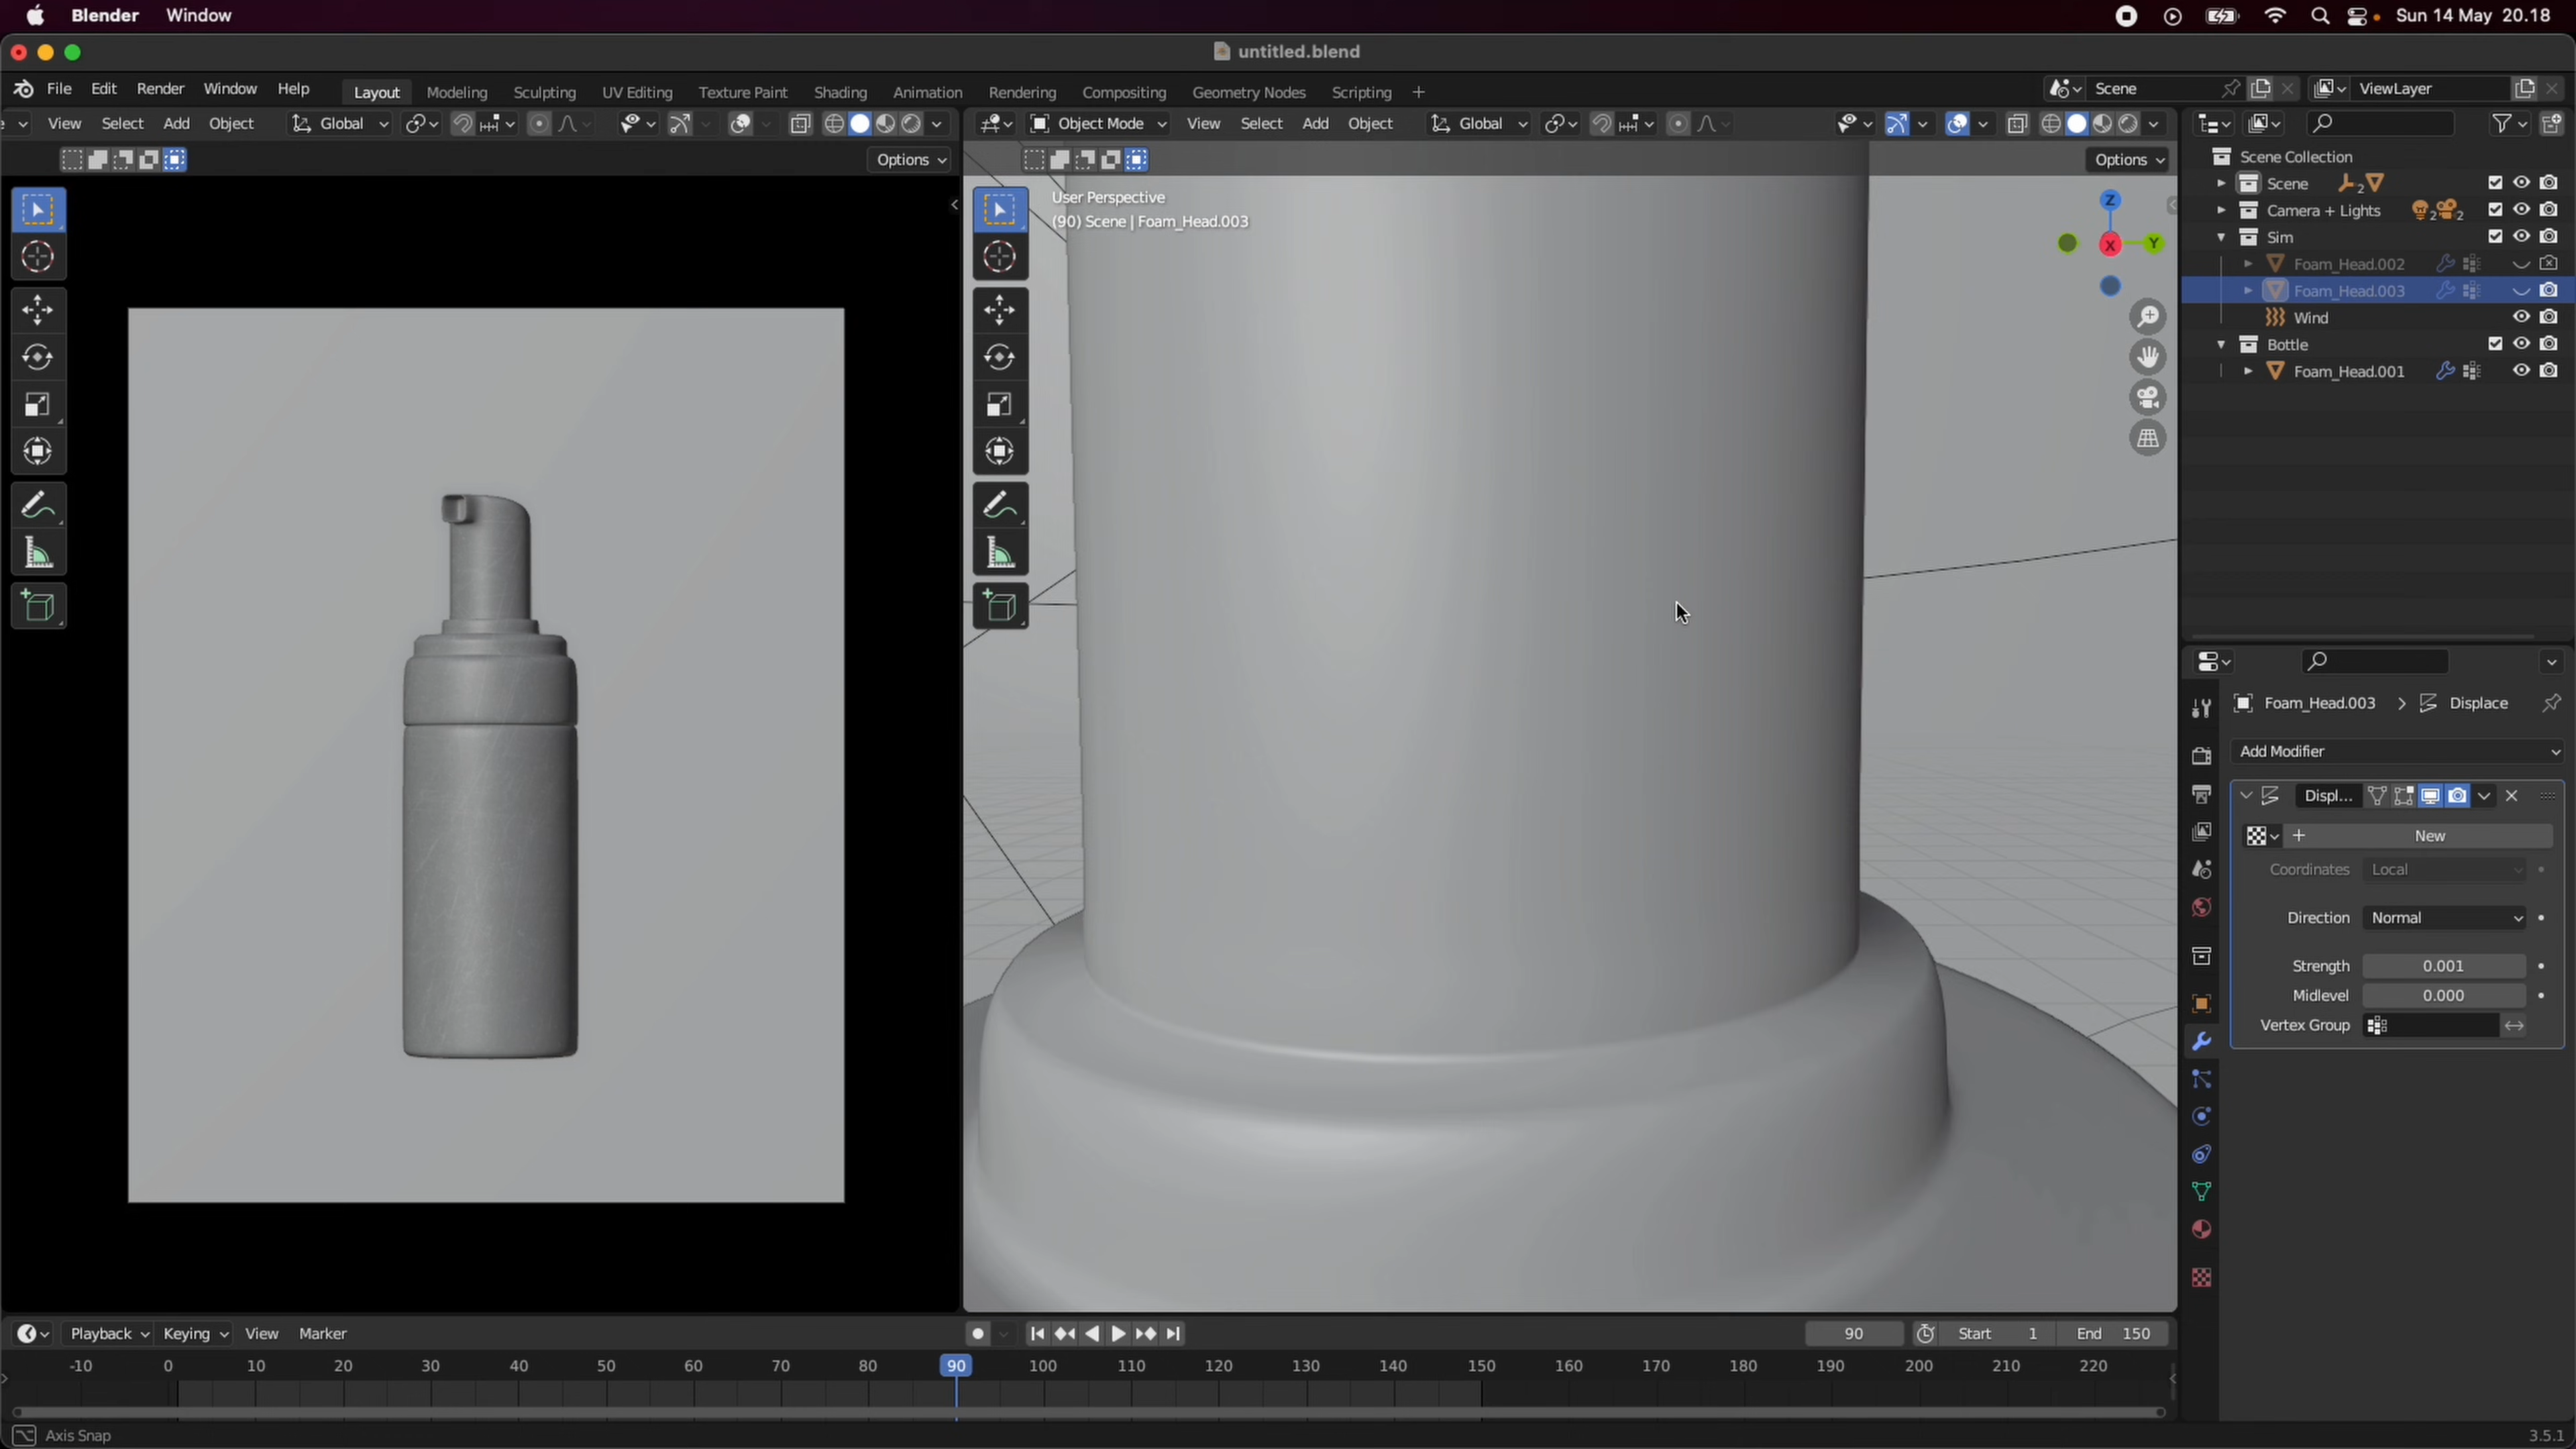 Blender Window Sun 14 May 20.18
untitled.blend
File Edit Render Window Help Layout Modeling Sculpting UV Editing Texture Paint Shading Animation Rendering Compositing Geometry Nodes Scripting + Scene ViewLayer
View Select Add Object Global Object Mode View Select Add Object Global
Options Options
User Perspective
(90) Scene | Foam_Head.003
Z
X
Y
Scene Collection
Scene 2
Camera + Lights 2 2
Sim
Foam_Head.002
Foam_Head.003
Wind
Bottle
Foam_Head.001
Foam_Head.003 > Displace
Add Modifier
Displ...
+ New
Coordinates Local
Direction Normal
Strength 0.001
Midlevel 0.000
Vertex Group
Playback Keying View Marker 90 Start 1 End 150
-10 0 10 20 30 40 50 60 70 80 90 100 110 120 130 140 150 160 170 180 190 200 210 220
Axis Snap 3.5.1